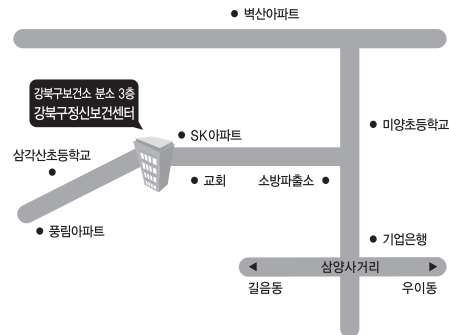 벽산아파트
강북구보건소 분소 3층
강북구정신보건센터
SK아파트
미양초등학교
삼각산초등학교
교회
소방파출소
풍림아파트
기업은행
삼양사거리
길음동
우이동